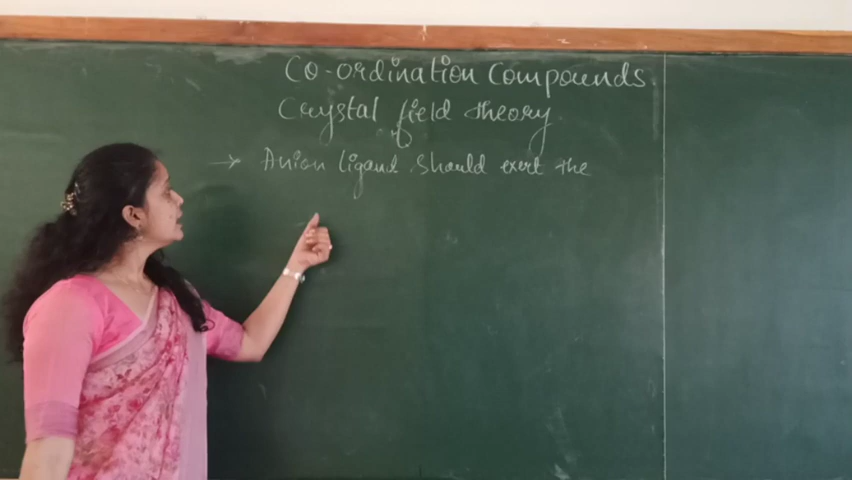 Co-ordination Compounds.
Crystal field theory.
→ Anion ligand should exert the